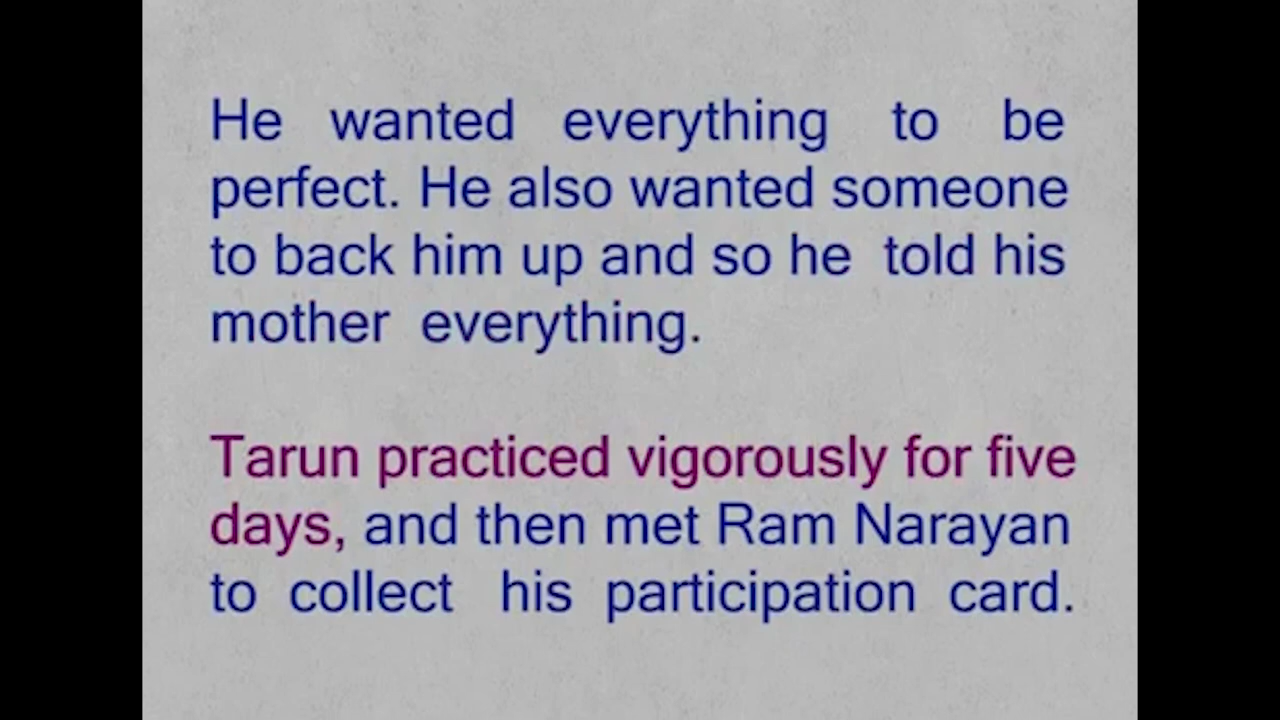 He wanted everything to be
perfect. He also wanted someone
to back him up and so he told his
mother everything.
Tarun practiced vigorously for five
days, and then met Ram Narayan
to collect his participation card.